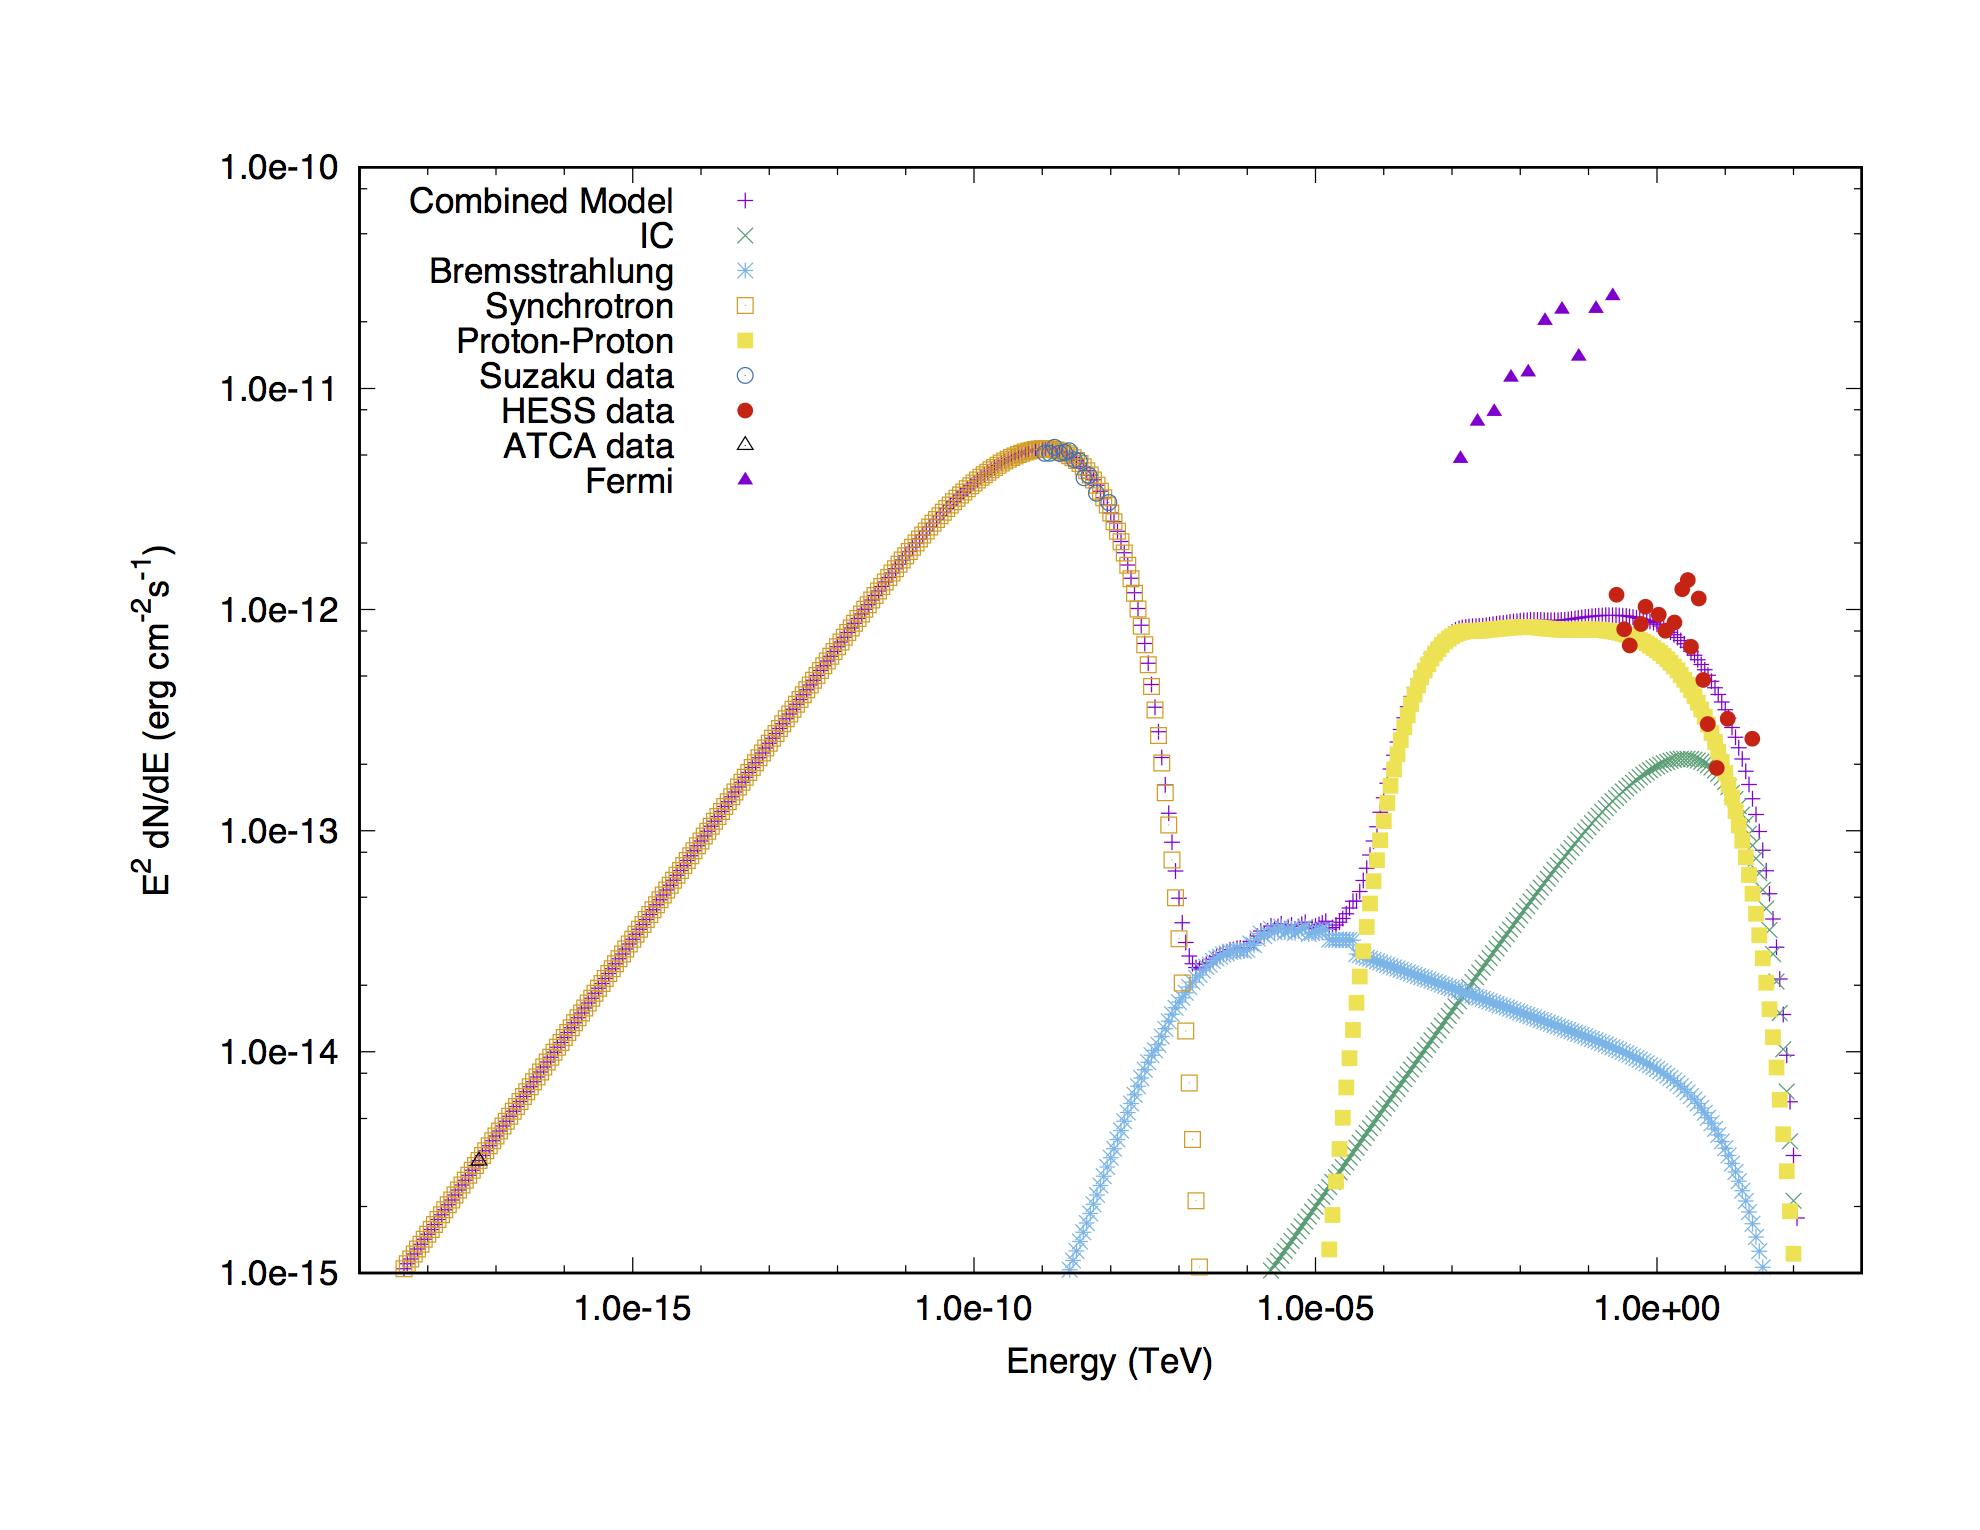 1.0e-10
Combined Model
IC
Bremsstrahlung
Synchrotron
Proton-Proton
Suzaku data
HESS data
ATCA data
Fermi
1.0e-11
1.0e-12
1.0e-13
1.0e-14
1.0e-15
E² dN/dE (erg cm⁻²s⁻¹)
1.0e-15 1.0e-10 1.0e-05 1.0e+00
Energy (TeV)